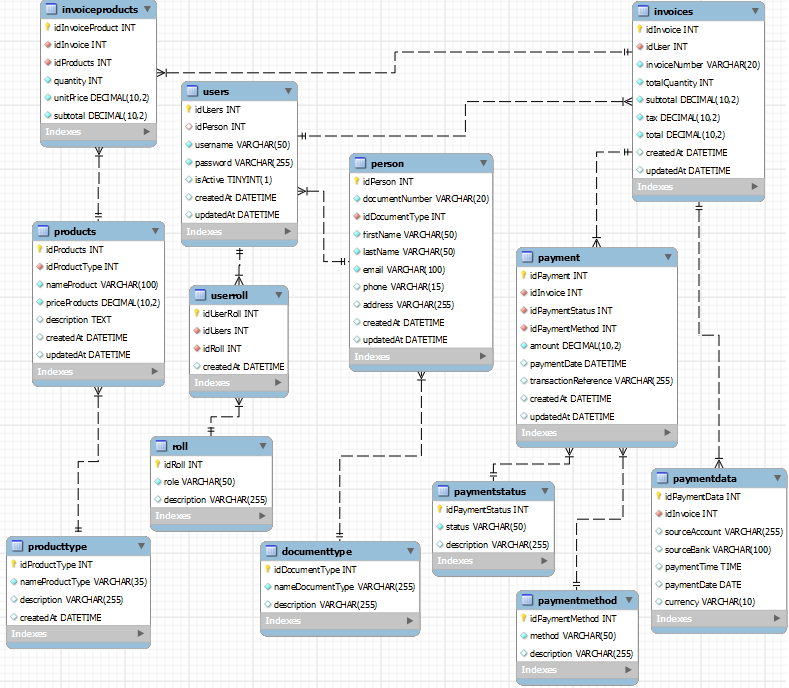 invoiceproducts
idInvoiceProduct INT
idInvoice INT
idProducts INT
quantity INT
unitPrice DECIMAL(10,2)
subtotal DECIMAL(10,2)
Indexes
users
idUsers INT
idPerson INT
username VARCHAR(50)
password VARCHAR(255)
isActive TINYINT(1)
createdAt DATETIME
updatedAt DATETIME
Indexes
invoices
idInvoice INT
idUser INT
invoiceNumber VARCHAR(20)
totalQuantity INT
subtotal DECIMAL(10,2)
tax DECIMAL(10,2)
total DECIMAL(10,2)
createdAt DATETIME
updatedAt DATETIME
Indexes
person
idPerson INT
documentNumber VARCHAR(20)
idDocumentType INT
firstName VARCHAR(50)
lastName VARCHAR(50)
email VARCHAR(100)
phone VARCHAR(15)
address VARCHAR(255)
createdAt DATETIME
updatedAt DATETIME
Indexes
products
idProducts INT
idProductType INT
nameProduct VARCHAR(100)
priceProducts DECIMAL(10,2)
description TEXT
createdAt DATETIME
updatedAt DATETIME
Indexes
userroll
idUserRoll INT
idUsers INT
idRoll INT
createdAt DATETIME
Indexes
payment
idPayment INT
idInvoice INT
idPaymentStatus INT
idPaymentMethod INT
amount DECIMAL(10,2)
paymentDate DATETIME
transactionReference VARCHAR(255)
createdAt DATETIME
updatedAt DATETIME
Indexes
roll
idRoll INT
role VARCHAR(50)
description VARCHAR(255)
Indexes
paymentstatus
idPaymentStatus INT
status VARCHAR(50)
description VARCHAR(255)
Indexes
paymentdata
idPaymentData INT
idInvoice INT
sourceAccount VARCHAR(255)
sourceBank VARCHAR(100)
paymentTime TIME
paymentDate DATE
currency VARCHAR(10)
Indexes
producttype
idProductType INT
nameProductType VARCHAR(35)
description VARCHAR(255)
createdAt DATETIME
Indexes
documenttype
idDocumentType INT
nameDocumentType VARCHAR(255)
description VARCHAR(255)
Indexes
paymentmethod
idPaymentMethod INT
method VARCHAR(50)
description VARCHAR(255)
Indexes